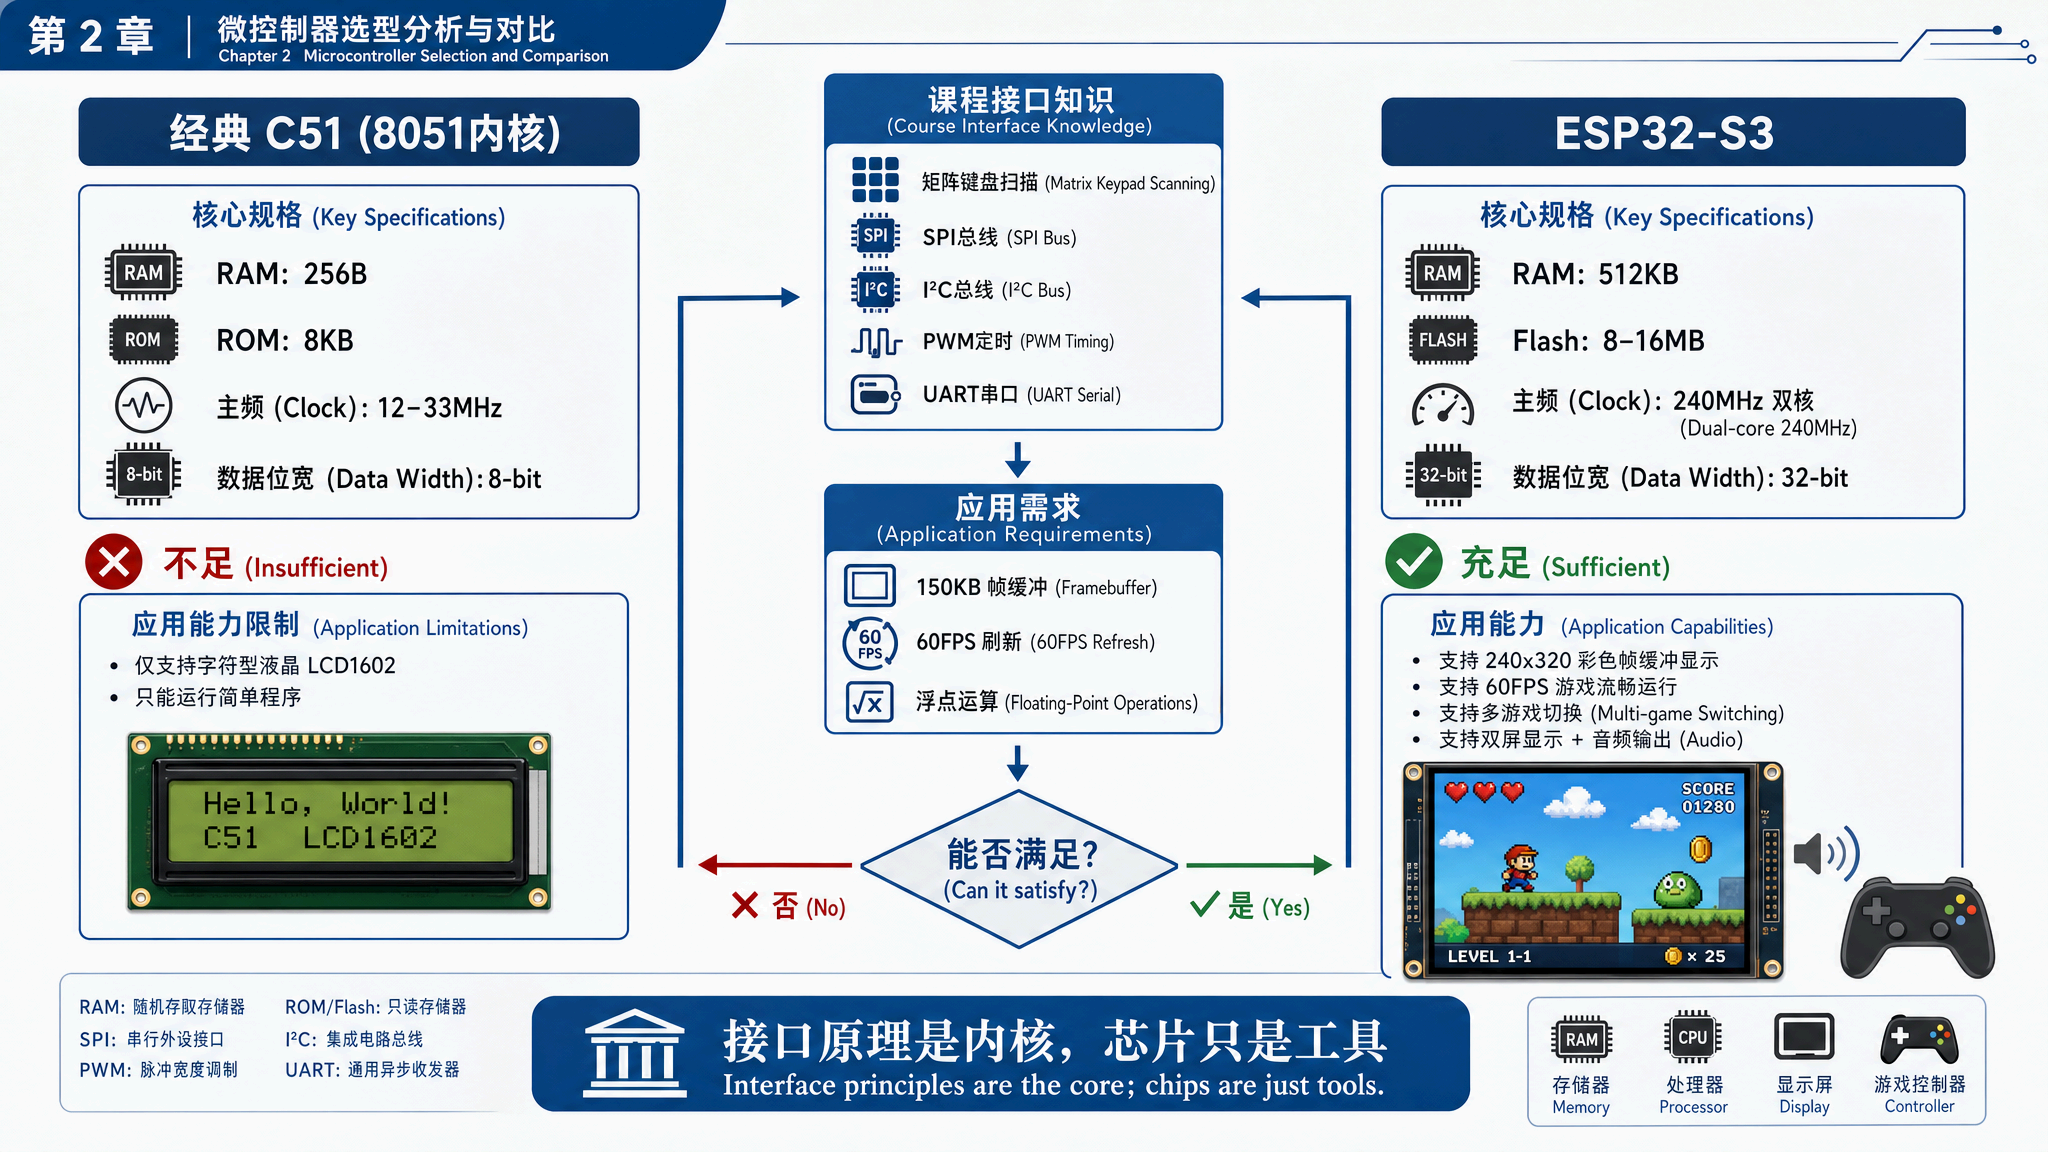 第 2 章
微控制器选型分析与对比
Chapter 2 Microcontroller Selection and Comparison
经典 C51 (8051内核)
核心规格 (Key Specifications)
RAM
RAM: 256B
ROM
ROM: 8KB
主频 (Clock): 12–33MHz
8-bit
数据位宽 (Data Width): 8-bit
不足 (Insufficient)
应用能力限制 (Application Limitations)
• 仅支持字符型液晶 LCD1602
• 只能运行简单程序
Hello, World!
C51 LCD1602
课程接口知识
(Course Interface Knowledge)
矩阵键盘扫描 (Matrix Keypad Scanning)
SPI
SPI总线 (SPI Bus)
I²C
I²C总线 (I²C Bus)
PWM定时 (PWM Timing)
UART串口 (UART Serial)
应用需求
(Application Requirements)
150KB 帧缓冲 (Framebuffer)
60 FPS
60FPS 刷新 (60FPS Refresh)
√x
浮点运算 (Floating-Point Operations)
能否满足?
(Can it satisfy?)
否 (No)
是 (Yes)
ESP32-S3
核心规格 (Key Specifications)
RAM
RAM: 512KB
FLASH
Flash: 8–16MB
主频 (Clock): 240MHz 双核
(Dual-core 240MHz)
32-bit
数据位宽 (Data Width): 32-bit
充足 (Sufficient)
应用能力 (Application Capabilities)
• 支持 240x320 彩色帧缓冲显示
• 支持 60FPS 游戏流畅运行
• 支持多游戏切换 (Multi-game Switching)
• 支持双屏显示 + 音频输出 (Audio)
SCORE
01280
LEVEL 1-1
× 25
RAM: 随机存取存储器
ROM/Flash: 只读存储器
SPI: 串行外设接口
I²C: 集成电路总线
PWM: 脉冲宽度调制
UART: 通用异步收发器
接口原理是内核，芯片只是工具
Interface principles are the core; chips are just tools.
RAM
存储器
Memory
CPU
处理器
Processor
显示屏
Display
游戏控制器
Controller